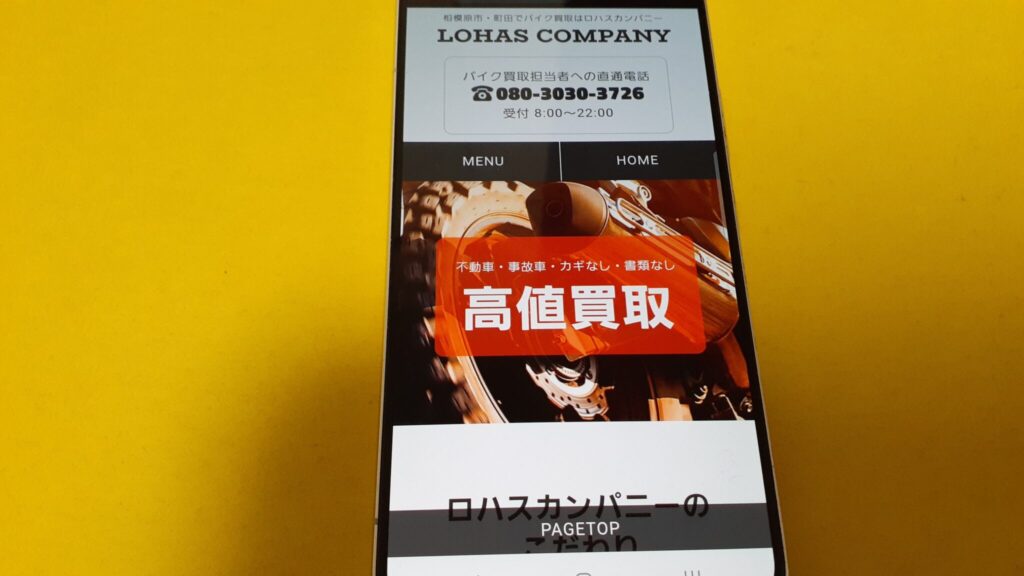 相模原市・町田でバイク買取はロハスカンパニー
LOHAS COMPANY
バイク買取担当者への直通電話
☎080-3030-3726
受付 8:00～22:00
MENU
HOME
不動車・事故車・カギなし・書類なし
高値買取
ロハスカンパニーの
PAGETOP
こだわり